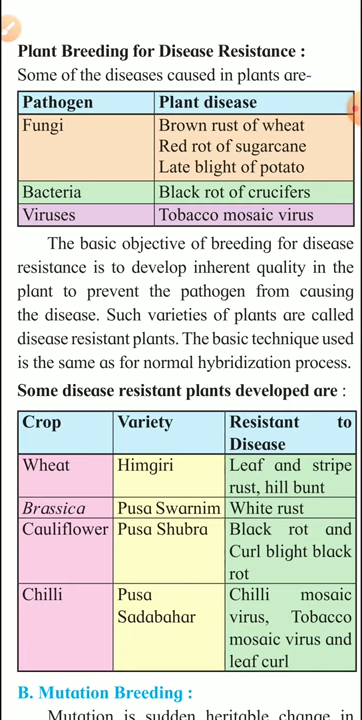 Plant Breeding for Disease Resistance :
Some of the diseases caused in plants are-
Pathogen Plant disease
Fungi Brown rust of wheat
Red rot of sugarcane
Late blight of potato
Bacteria Black rot of crucifers
Viruses Tobacco mosaic virus
The basic objective of breeding for disease
resistance is to develop inherent quality in the
plant to prevent the pathogen from causing
the disease. Such varieties of plants are called
disease resistant plants. The basic technique used
is the same as for normal hybridization process.
Some disease resistant plants developed are :
Crop Variety Resistant to
Disease
Wheat Himgiri Leaf and stripe
rust, hill bunt
Brassica Pusa Swarnim White rust
Cauliflower Pusa Shubra Black rot and
Curl blight black
rot
Chilli Pusa Chilli mosaic
Sadabahar virus, Tobacco
mosaic virus and
leaf curl
B. Mutation Breeding :
Mutation is sudden heritable change in